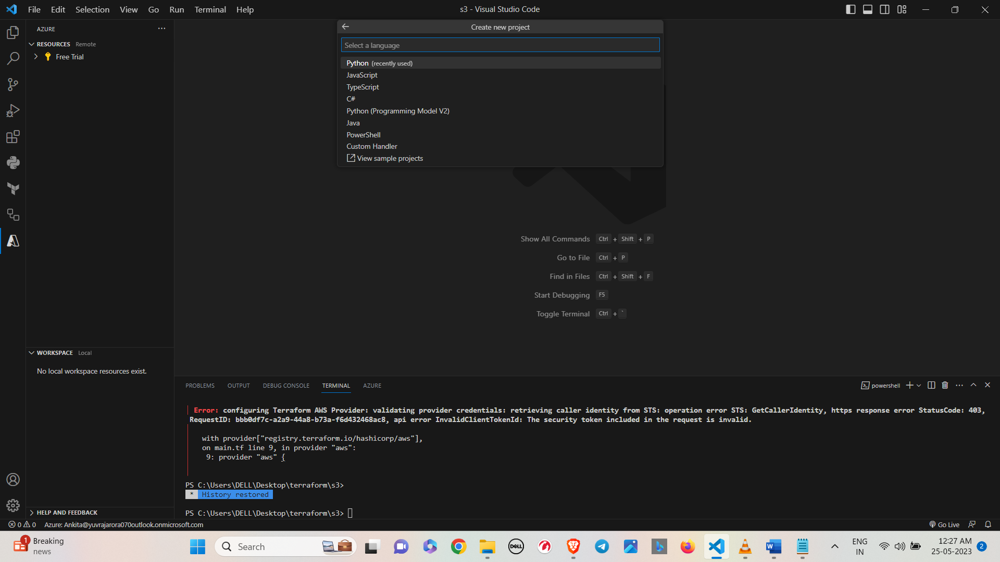 File Edit Selection View Go Run Terminal Help
s3 - Visual Studio Code
AZURE
RESOURCES Remote
Free Trial
Create new project
Select a language
Python (recently used)
JavaScript
TypeScript
C#
Python (Programming Model V2)
Java
PowerShell
Custom Handler
View sample projects
Show All Commands Ctrl + Shift + P
Go to File Ctrl + P
Find in Files Ctrl + Shift + F
Start Debugging F5
Toggle Terminal Ctrl + `
WORKSPACE Local
No local workspace resources exist.
HELP AND FEEDBACK
PROBLEMS OUTPUT DEBUG CONSOLE TERMINAL AZURE
powershell
Error: configuring Terraform AWS Provider: validating provider credentials: retrieving caller identity from STS: operation error STS: GetCallerIdentity, https response error StatusCode: 403,
RequestID: bbb0df7c-a2a9-44a8-b73a-f6d432468ac8, api error InvalidClientTokenId: The security token included in the request is invalid.
with provider["registry.terraform.io/hashicorp/aws"],
on main.tf line 9, in provider "aws":
9: provider "aws" {
PS C:\Users\DELL\Desktop\terraform\s3>
* History restored
PS C:\Users\DELL\Desktop\terraform\s3>
0 0 Azure: Ankita@yuvrajarora070outlook.onmicrosoft.com
Go Live
1
Breaking
news
Search
DELL
W
ENG
IN
12:27 AM
25-05-2023
2